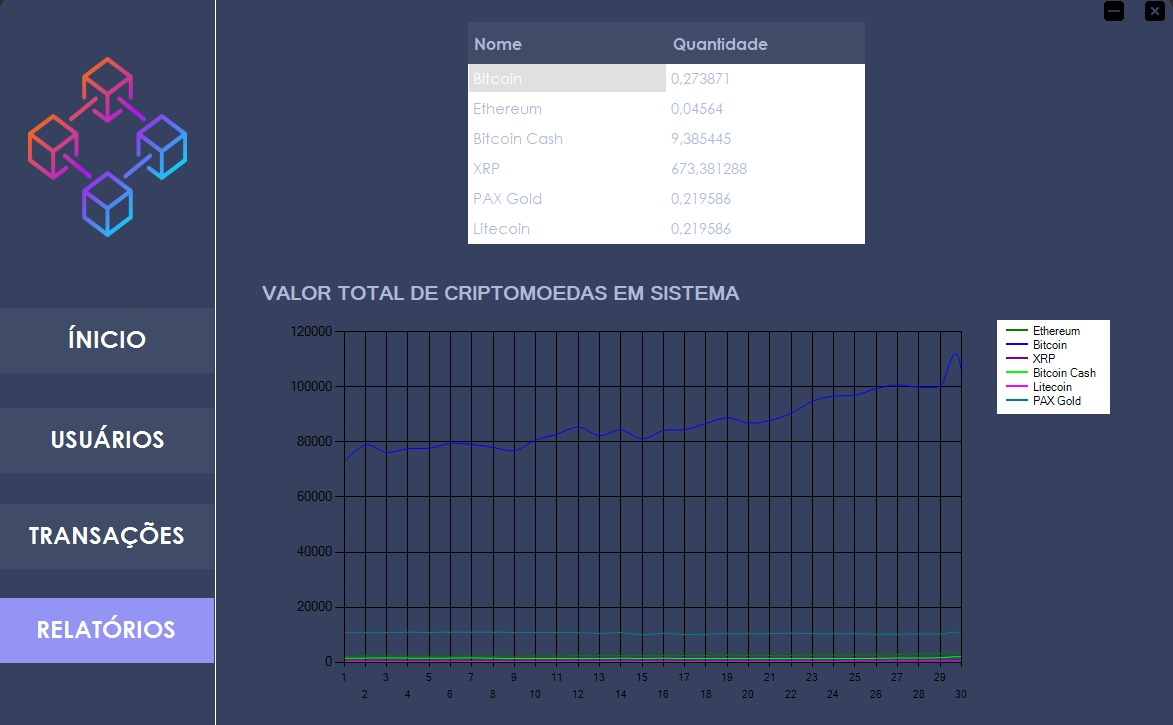 Nome Quantidade
Bitcoin 0,273871
Ethereum 0,04564
Bitcoin Cash 9,385445
XRP 673,381288
PAX Gold 0,219586
Litecoin 0,219586
ÍNICIO
USUÁRIOS
TRANSAÇÕES
RELATÓRIOS
VALOR TOTAL DE CRIPTOMOEDAS EM SISTEMA
120000
100000
80000
60000
40000
20000
0
1 3 5 7 9 11 13 15 17 19 21 23 25 27 29
2 4 6 8 10 12 14 16 18 20 22 24 26 28 30
Ethereum
Bitcoin
XRP
Bitcoin Cash
Litecoin
PAX Gold